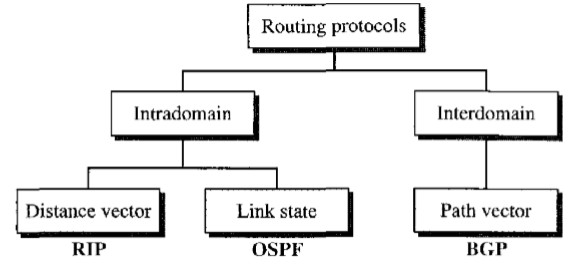 Routing protocols
Intradomain
Interdomain
Distance vector
Link state
Path vector
RIP
OSPF
BGP